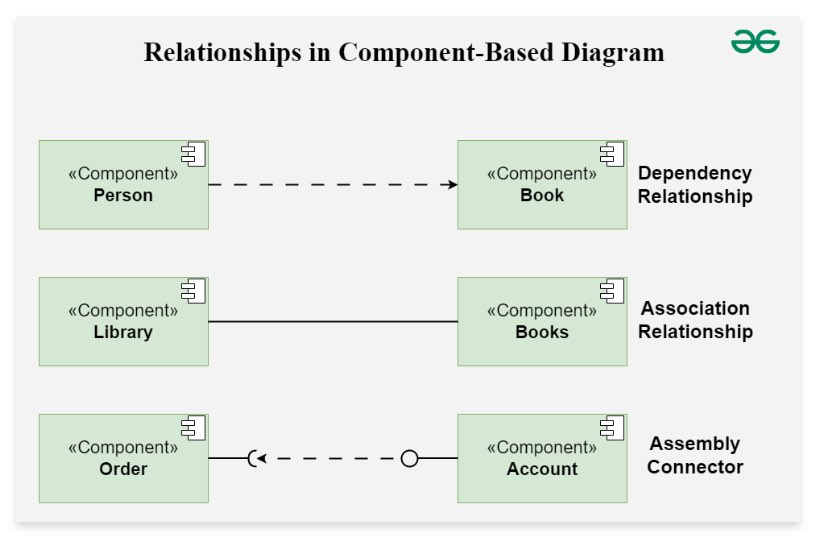 Relationships in Component-Based Diagram
«Component»
Person
«Component»
Book
Dependency
Relationship
«Component»
Library
«Component»
Books
Association
Relationship
«Component»
Order
«Component»
Account
Assembly
Connector